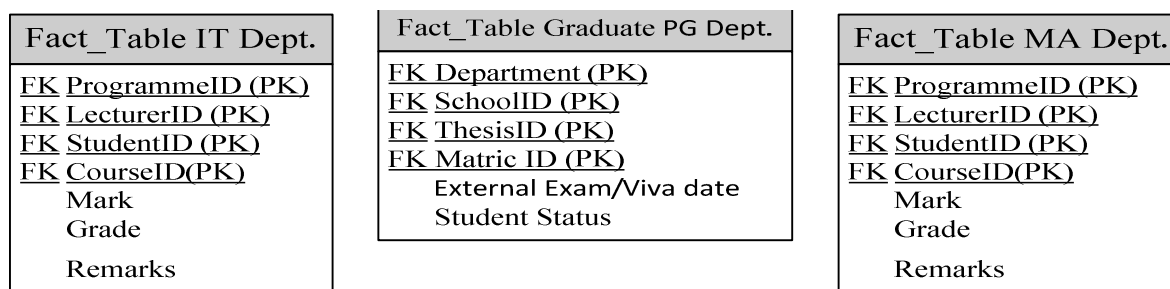 Fact_Table IT Dept.
FK ProgrammeID (PK)
FK LecturerID (PK)
FK StudentID (PK)
FK CourseID(PK)
Mark
Grade
Remarks
Fact_Table Graduate PG Dept.
FK Department (PK)
FK SchoolID (PK)
FK ThesisID (PK)
FK Matric ID (PK)
External Exam/Viva date
Student Status
Fact_Table MA Dept.
FK ProgrammeID (PK)
FK LecturerID (PK)
FK StudentID (PK)
FK CourseID(PK)
Mark
Grade
Remarks